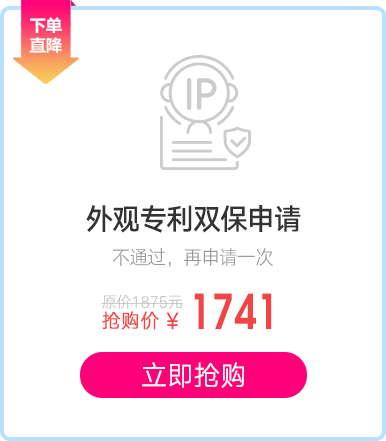 下单
直降
IP
外观专利双保申请
不通过，再申请一次
原价1875元
抢购价 ¥ 1741
立即抢购